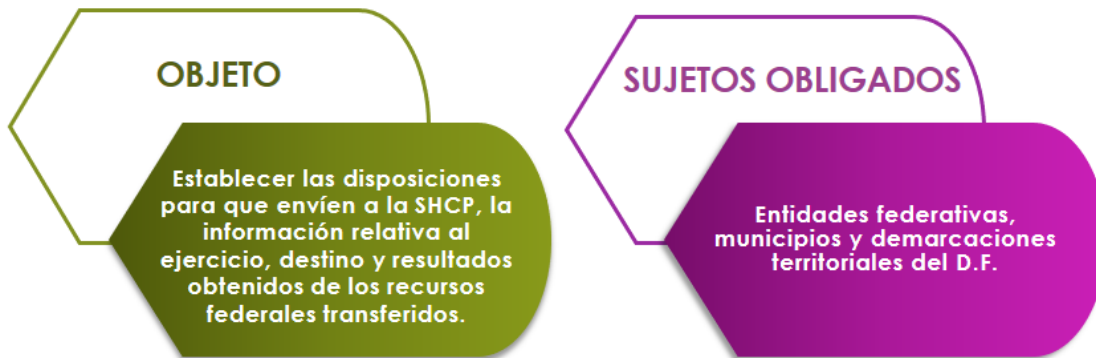 OBJETO
Establecer las disposiciones
para que envíen a la SHCP, la
información relativa al
ejercicio, destino y resultados
obtenidos de los recursos
federales transferidos.
SUJETOS OBLIGADOS
Entidades federativas,
municipios y demarcaciones
territoriales del D.F.